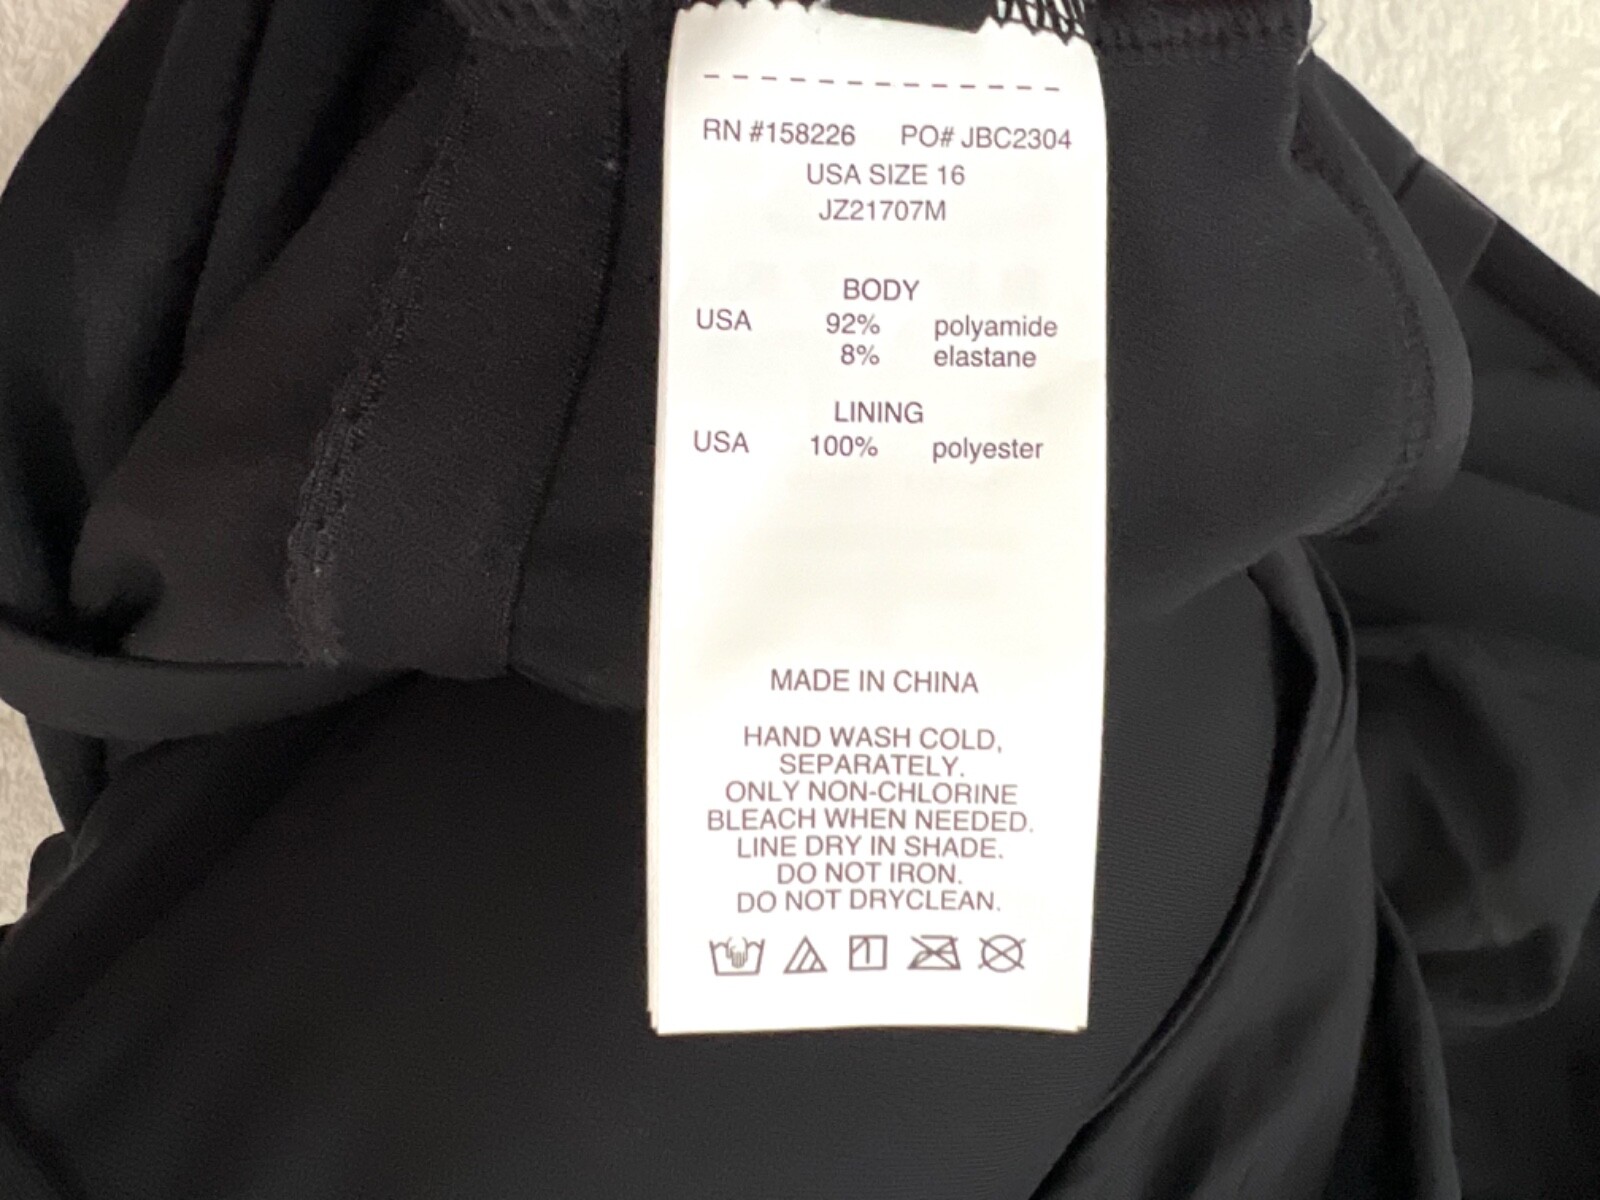 RN #158226 PO# JBC2304
USA SIZE 16
JZ21707M
BODY
USA 92% polyamide
8% elastane
LINING
USA 100% polyester
MADE IN CHINA
HAND WASH COLD,
SEPARATELY.
ONLY NON-CHLORINE
BLEACH WHEN NEEDED.
LINE DRY IN SHADE.
DO NOT IRON.
DO NOT DRYCLEAN.